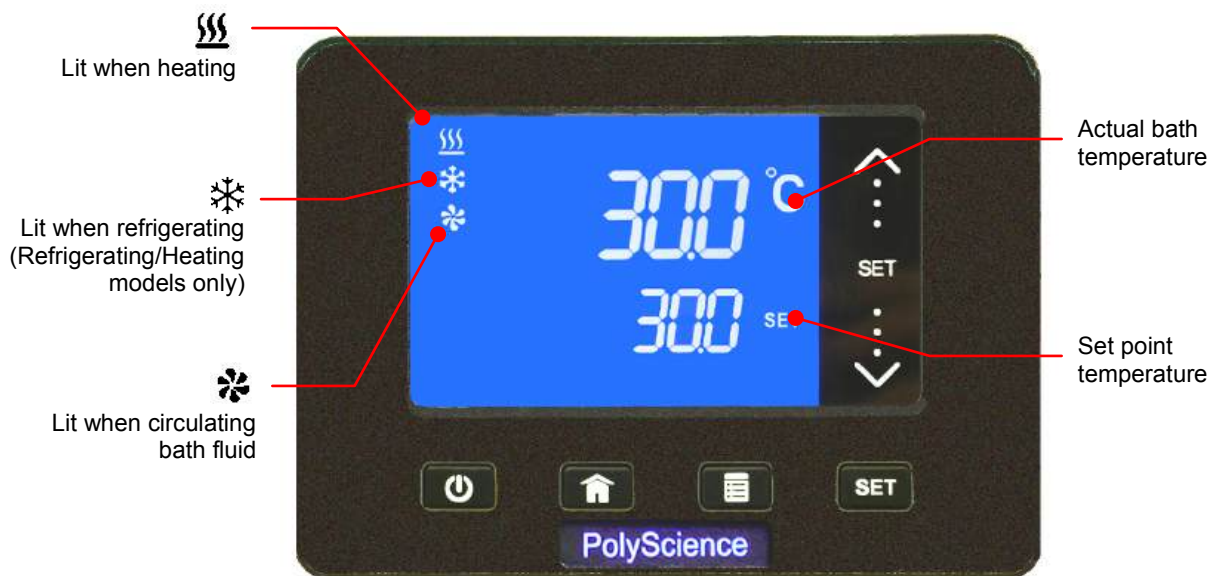 Lit when heating
Lit when refrigerating
(Refrigerating/Heating
models only)
Lit when circulating
bath fluid
30.0 °C
30.0 SET
SET
Actual bath
temperature
Set point
temperature
SET
PolyScience